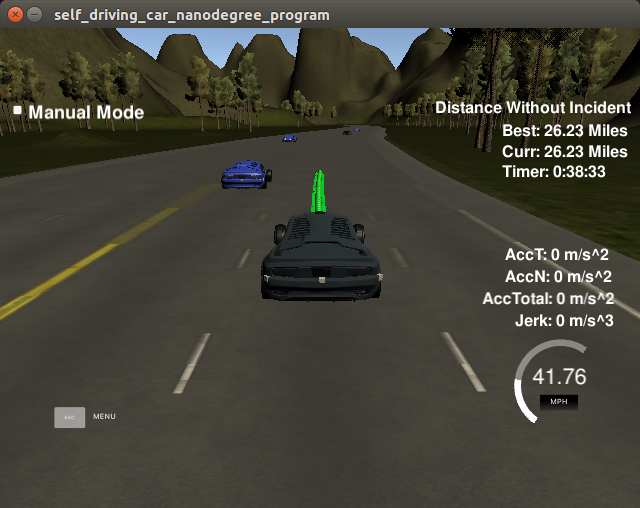 self_driving_car_nanodegree_program
Manual Mode
Distance Without Incident
Best: 26.23 Miles
Curr: 26.23 Miles
Timer: 0:38:33
AccT: 0 m/s^2
AccN: 0 m/s^2
AccTotal: 0 m/s^2
Jerk: 0 m/s^3
41.76
MPH
ESC MENU